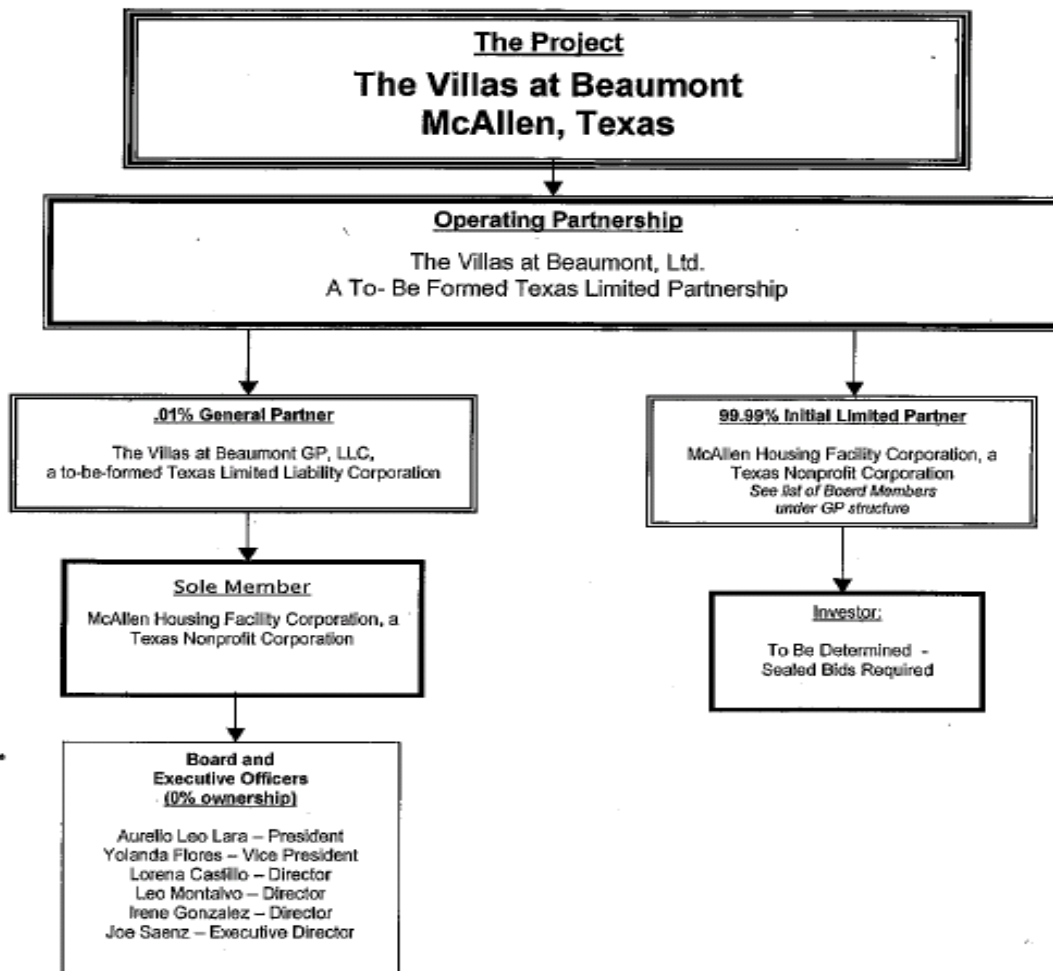 The Project
The Villas at Beaumont
McAllen, Texas
Operating Partnership
The Villas at Beaumont, Ltd.
A To- Be Formed Texas Limited Partnership
.01% General Partner
The Villas at Beaumont GP, LLC,
a to-be-formed Texas Limited Liability Corporation
99.99% Initial Limited Partner
McAllen Housing Facility Corporation, a
Texas Nonprofit Corporation
See list of Board Members
under GP structure
Sole Member
McAllen Housing Facility Corporation, a
Texas Nonprofit Corporation
Investor:
To Be Determined -
Sealed Bids Required
Board and
Executive Officers
(0% ownership)
Aurelio Leo Lara – President
Yolanda Flores – Vice President
Lorena Castillo – Director
Leo Montalvo – Director
Irene Gonzalez – Director
Joe Saenz – Executive Director